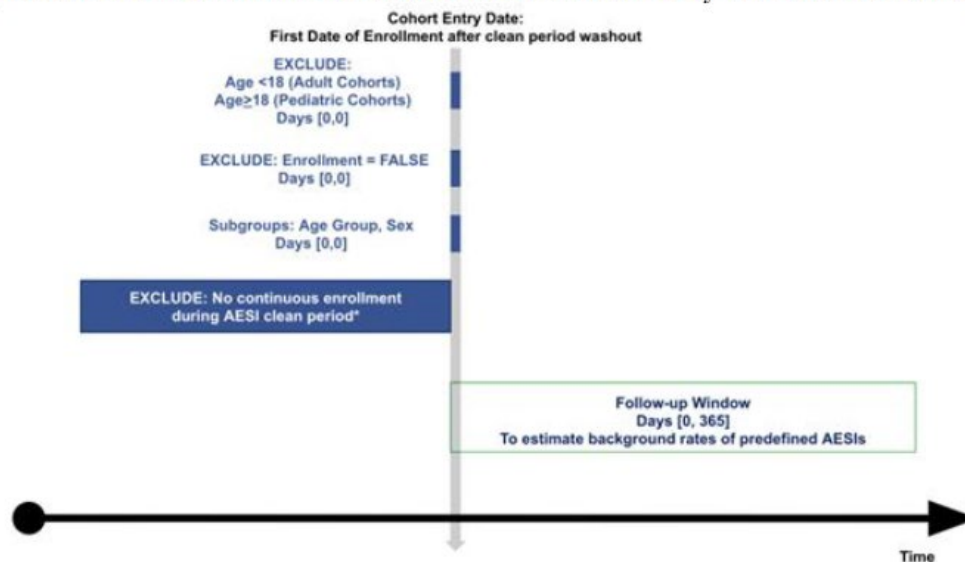 Cohort Entry Date:
First Date of Enrollment after clean period washout
EXCLUDE:
Age <18 (Adult Cohorts)
Age≥18 (Pediatric Cohorts)
Days [0,0]
EXCLUDE: Enrollment = FALSE
Days [0,0]
Subgroups: Age Group, Sex
Days [0,0]
EXCLUDE: No continuous enrollment
during AESI clean period*
Follow-up Window
Days [0, 365]
To estimate background rates of predefined AESIs
Time